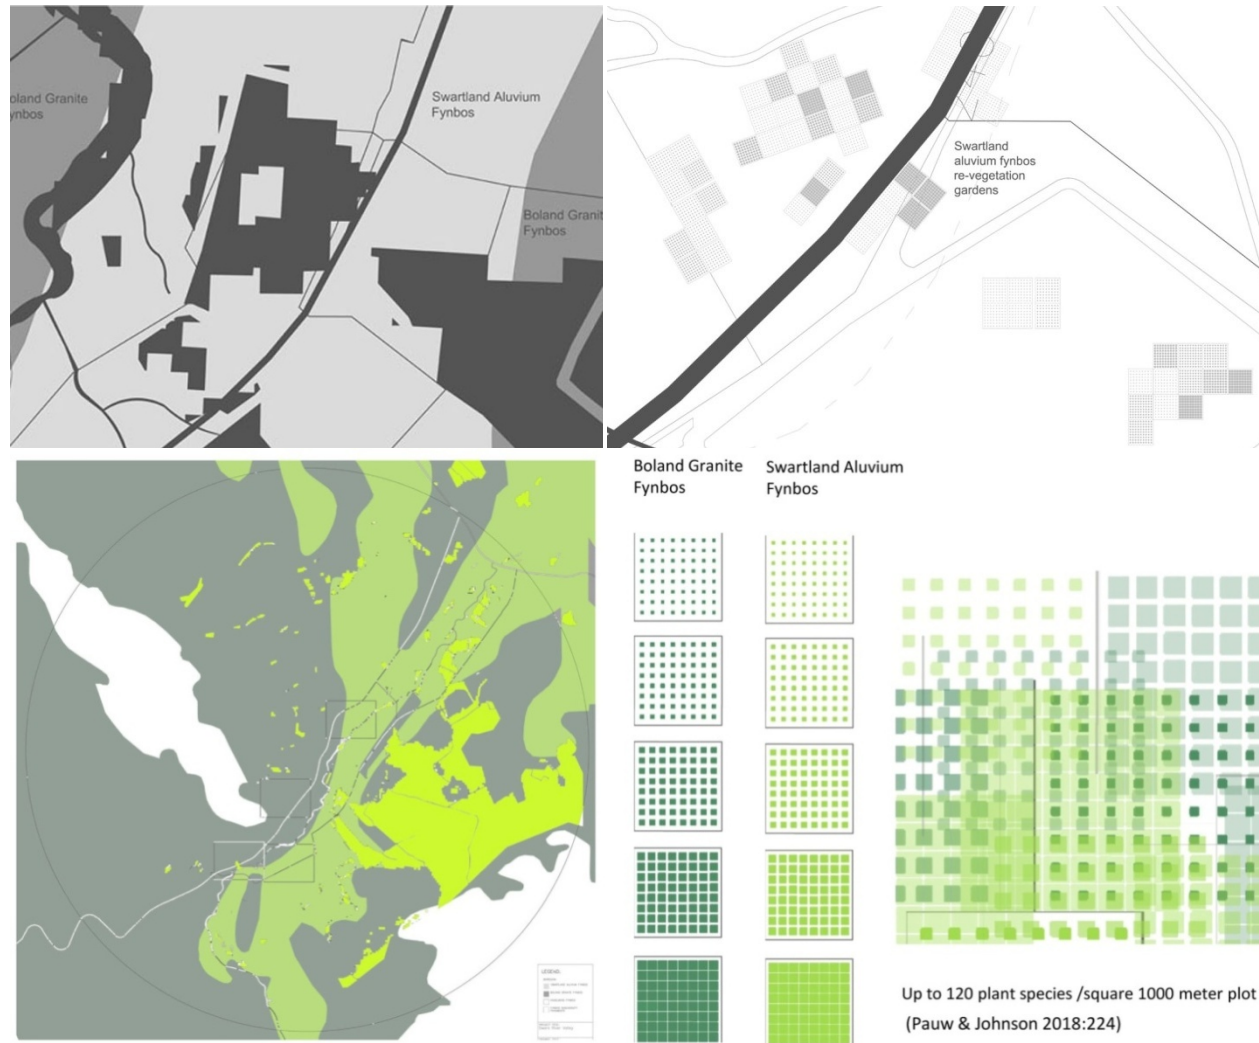 oland Granite
ynbos
Swartland Aluvium
Fynbos
Boland Granit
Fynbos
Swartland
aluvium fynbos
re-vegetation
gardens
Boland Granite
Fynbos
Swartland Aluvium
Fynbos
LEGEND:
Up to 120 plant species /square 1000 meter plot
(Pauw & Johnson 2018:224)